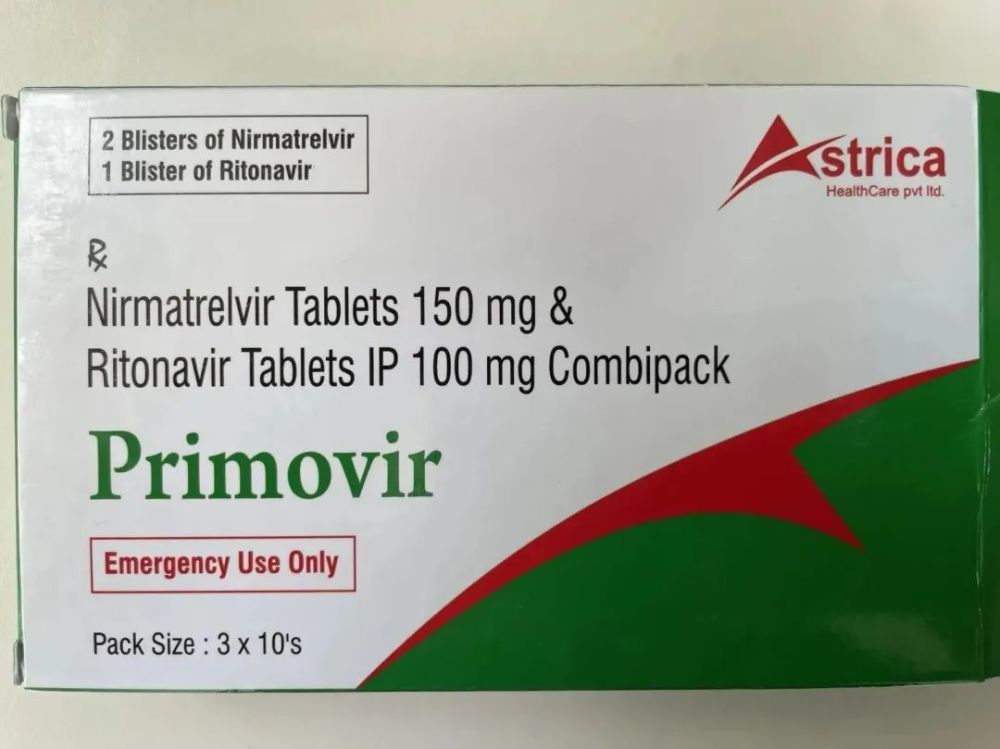 2 Blisters of Nirmatrelvir
1 Blister of Ritonavir
Astrica
HealthCare pvt ltd.
℞
Nirmatrelvir Tablets 150 mg &
Ritonavir Tablets IP 100 mg Combipack
Primovir
Emergency Use Only
Pack Size : 3 x 10's